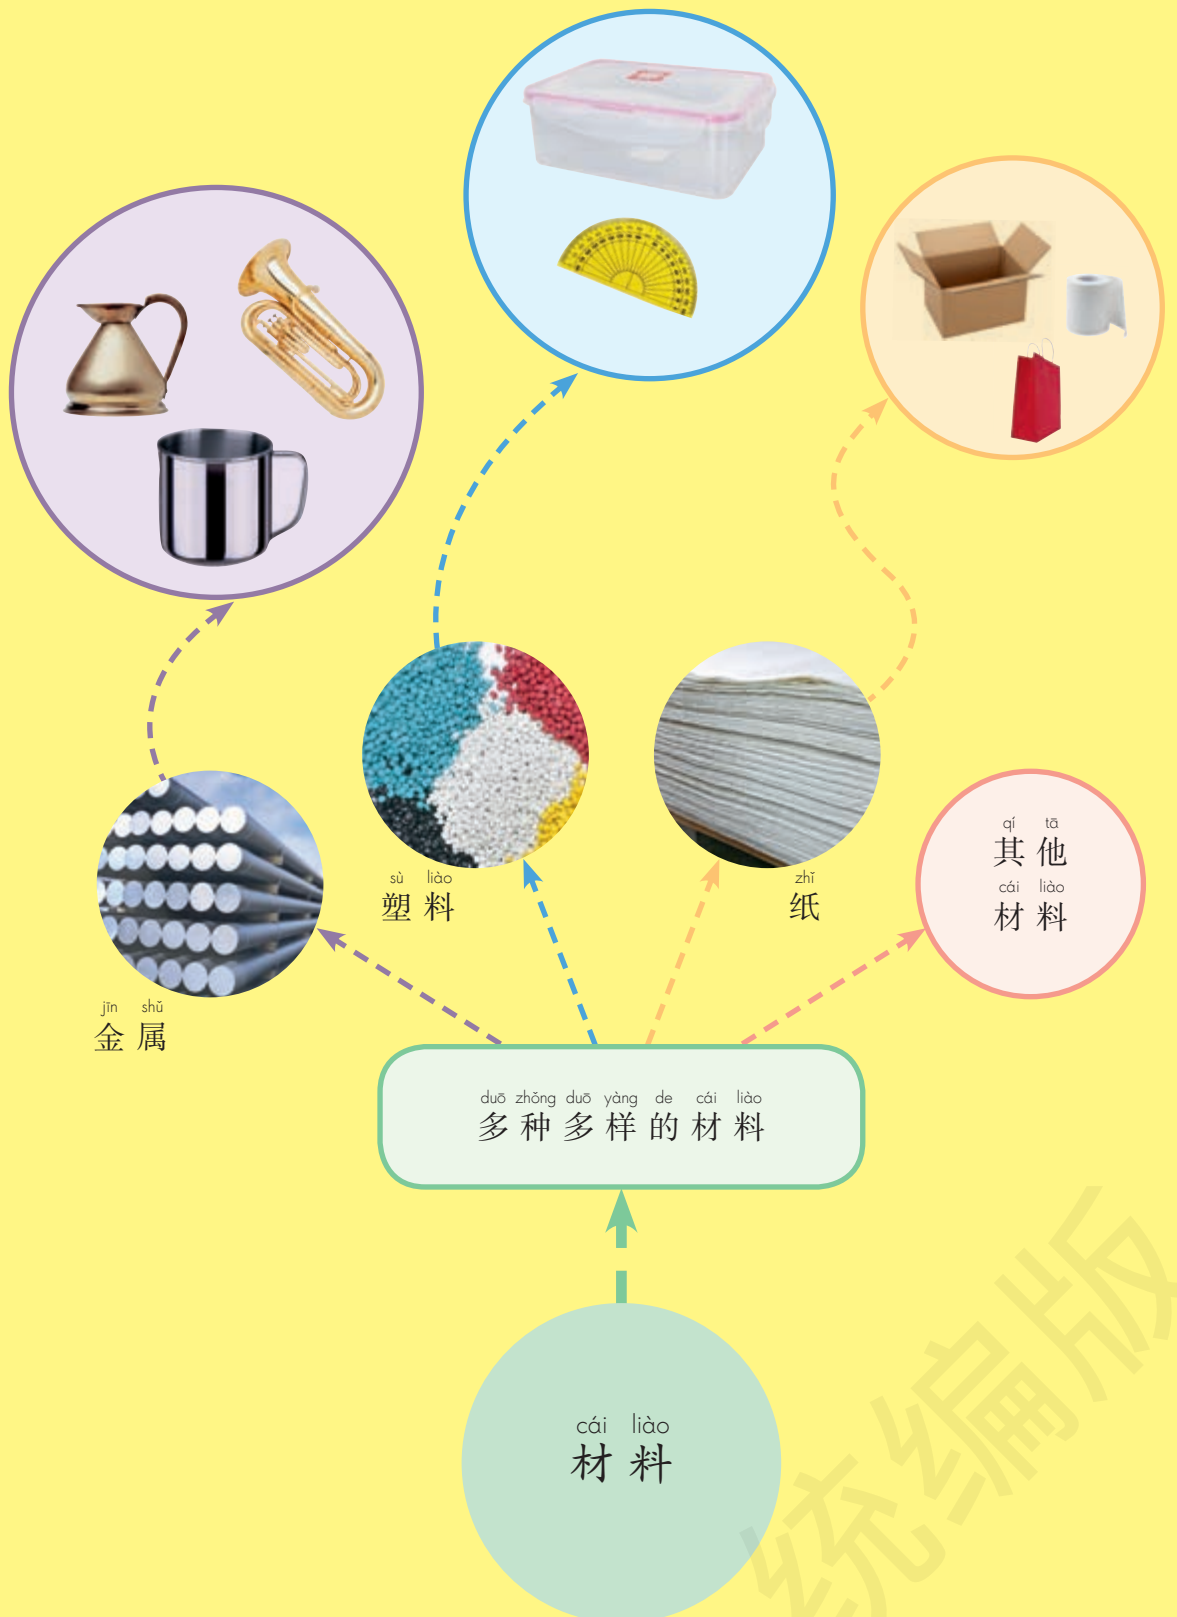 qí tā
其他
cái liào
材料
sù liào
塑料
zhǐ
纸
jīn shǔ
金属
duō zhǒng duō yàng de cái liào
多种多样的材料
cái liào
材料
统编版